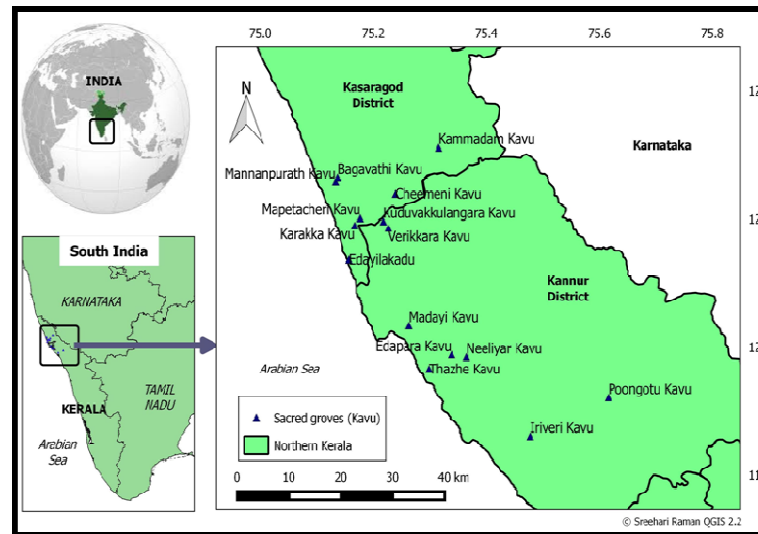 INDIA
South India
KARNATAKA
KERALA
TAMIL
NADU
Arabian
Sea
75.0 75.2 75.4 75.6 75.8
N
Kasaragod
District
Karnataka
Kammadam Kavu
Bagavathi Kavu
Mannanpurath Kavu
Cheemeni Kavu
Mapetacheri Kavu
Kuduvakkulangara Kavu
Karakka Kavu
Verikkara Kavu
Edayilakadu
Kannur
District
Madayi Kavu
Edapara Kavu
Neeliyar Kavu
Thazhe Kavu
Arabian Sea
Poongotu Kavu
Iriveri Kavu
Sacred groves (Kavu)
Northern Kerala
0 10 20 30 40 km
© Sreehari Raman QGIS 2.2